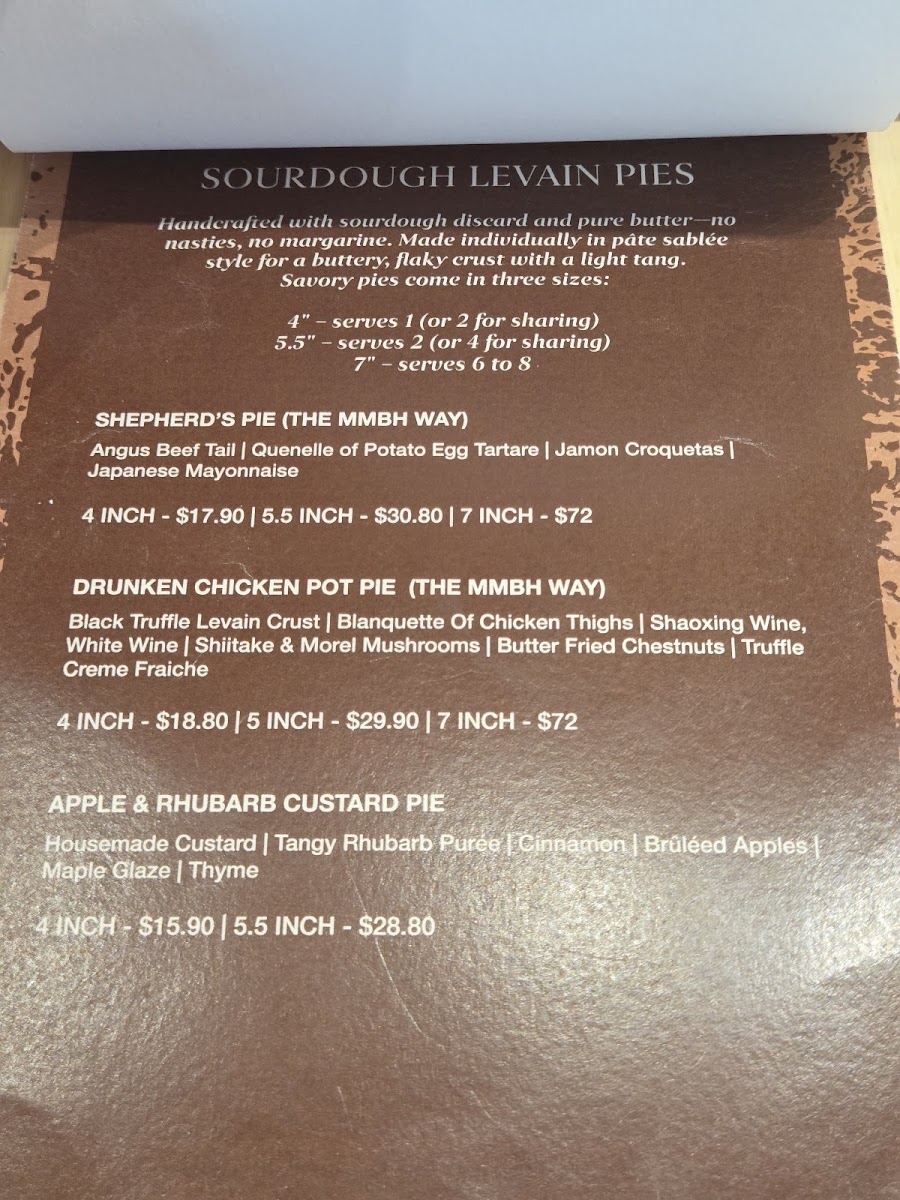 SOURDOUGH LEVAIN PIES
Handcrafted with sourdough discard and pure butter—no
nasties, no margarine. Made individually in pâte sablée
style for a buttery, flaky crust with a light tang.
Savory pies come in three sizes:
4" – serves 1 (or 2 for sharing)
5.5" – serves 2 (or 4 for sharing)
7" – serves 6 to 8
SHEPHERD'S PIE (THE MMBH WAY)
Angus Beef Tail | Quenelle of Potato Egg Tartare | Jamon Croquetas |
Japanese Mayonnaise
4 INCH - $17.90 | 5.5 INCH - $30.80 | 7 INCH - $72
DRUNKEN CHICKEN POT PIE (THE MMBH WAY)
Black Truffle Levain Crust | Blanquette Of Chicken Thighs | Shaoxing Wine,
White Wine | Shiitake & Morel Mushrooms | Butter Fried Chestnuts | Truffle
Creme Fraiche
4 INCH - $18.80 | 5 INCH - $29.90 | 7 INCH - $72
APPLE & RHUBARB CUSTARD PIE
Housemade Custard | Tangy Rhubarb Purée | Cinnamon | Brûléed Apples |
Maple Glaze | Thyme
4 INCH - $15.90 | 5.5 INCH - $28.80